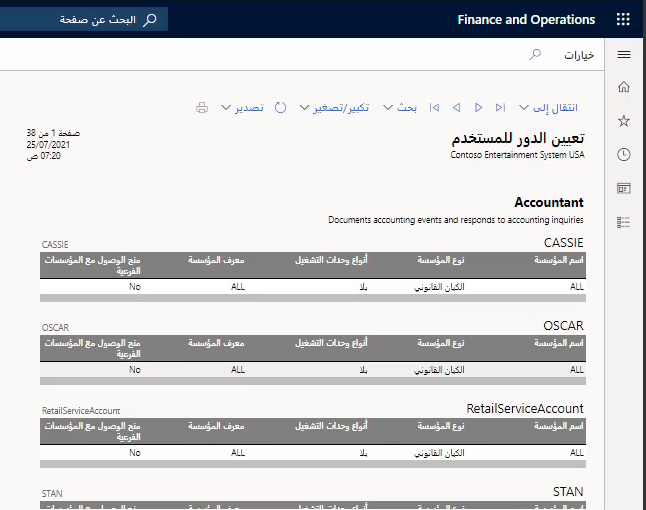 Finance and Operations
البحث عن صفحة
خيارات
انتقال إلى بحث تكبير/تصغير تصدير
صفحة 1 من 38
25/07/2021
07:20 ص
تعيين الدور للمستخدم
Contoso Entertainment System USA
Accountant
Documents accounting events and responds to accounting inquiries
CASSIE CASSIE
اسم المؤسسة نوع المؤسسة أنواع وحدات التشغيل معرف المؤسسة منح الوصول مع المؤسسات الفرعية
ALL الكيان القانوني بلا ALL No
OSCAR OSCAR
اسم المؤسسة نوع المؤسسة أنواع وحدات التشغيل معرف المؤسسة منح الوصول مع المؤسسات الفرعية
ALL الكيان القانوني بلا ALL No
RetailServiceAccount RetailServiceAccount
اسم المؤسسة نوع المؤسسة أنواع وحدات التشغيل معرف المؤسسة منح الوصول مع المؤسسات الفرعية
ALL الكيان القانوني بلا ALL No
STAN STAN